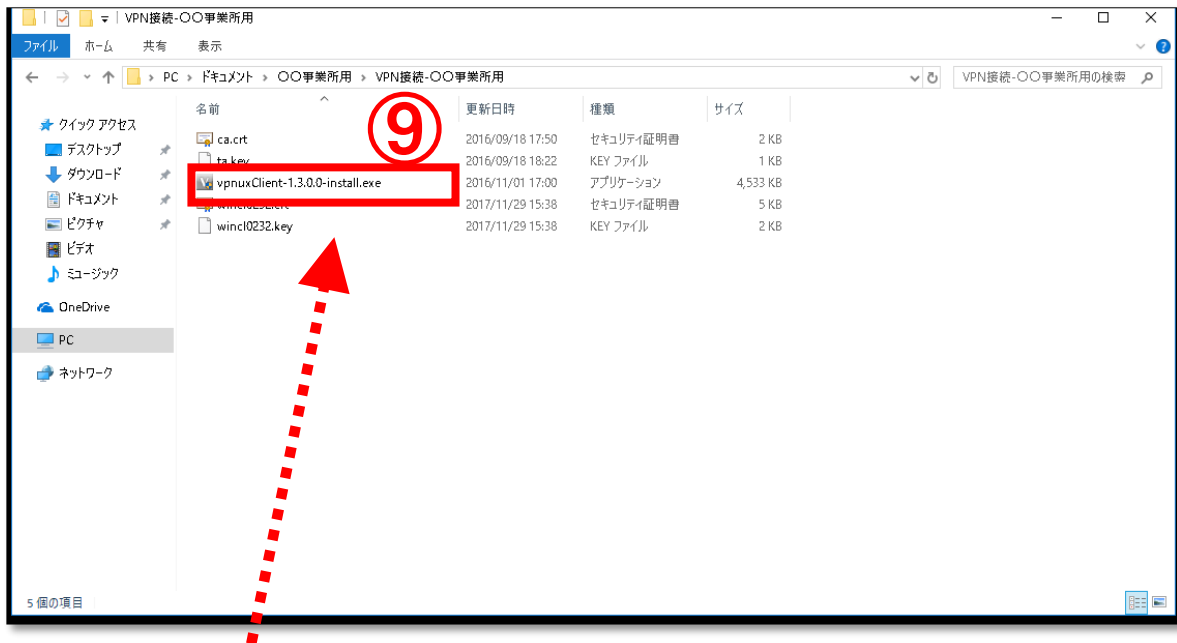 VPN接続-〇〇事業所用
ファイル ホーム 共有 表示
PC › ドキュメント › 〇〇事業所用 › VPN接続-〇〇事業所用 VPN接続-〇〇事業所用の検索
名前 更新日時 種類 サイズ
⑨
クイック アクセス
デスクトップ
ダウンロード
ドキュメント
ピクチャ
ビデオ
ミュージック
OneDrive
PC
ネットワーク
ca.crt 2016/09/18 17:50 セキュリティ証明書 2 KB
ta.key 2016/09/18 18:22 KEY ファイル 1 KB
vpnuxClient-1.3.0.0-install.exe 2016/11/01 17:00 アプリケーション 4,533 KB
wincl0232.crt 2017/11/29 15:38 セキュリティ証明書 5 KB
wincl0232.key 2017/11/29 15:38 KEY ファイル 2 KB
5 個の項目